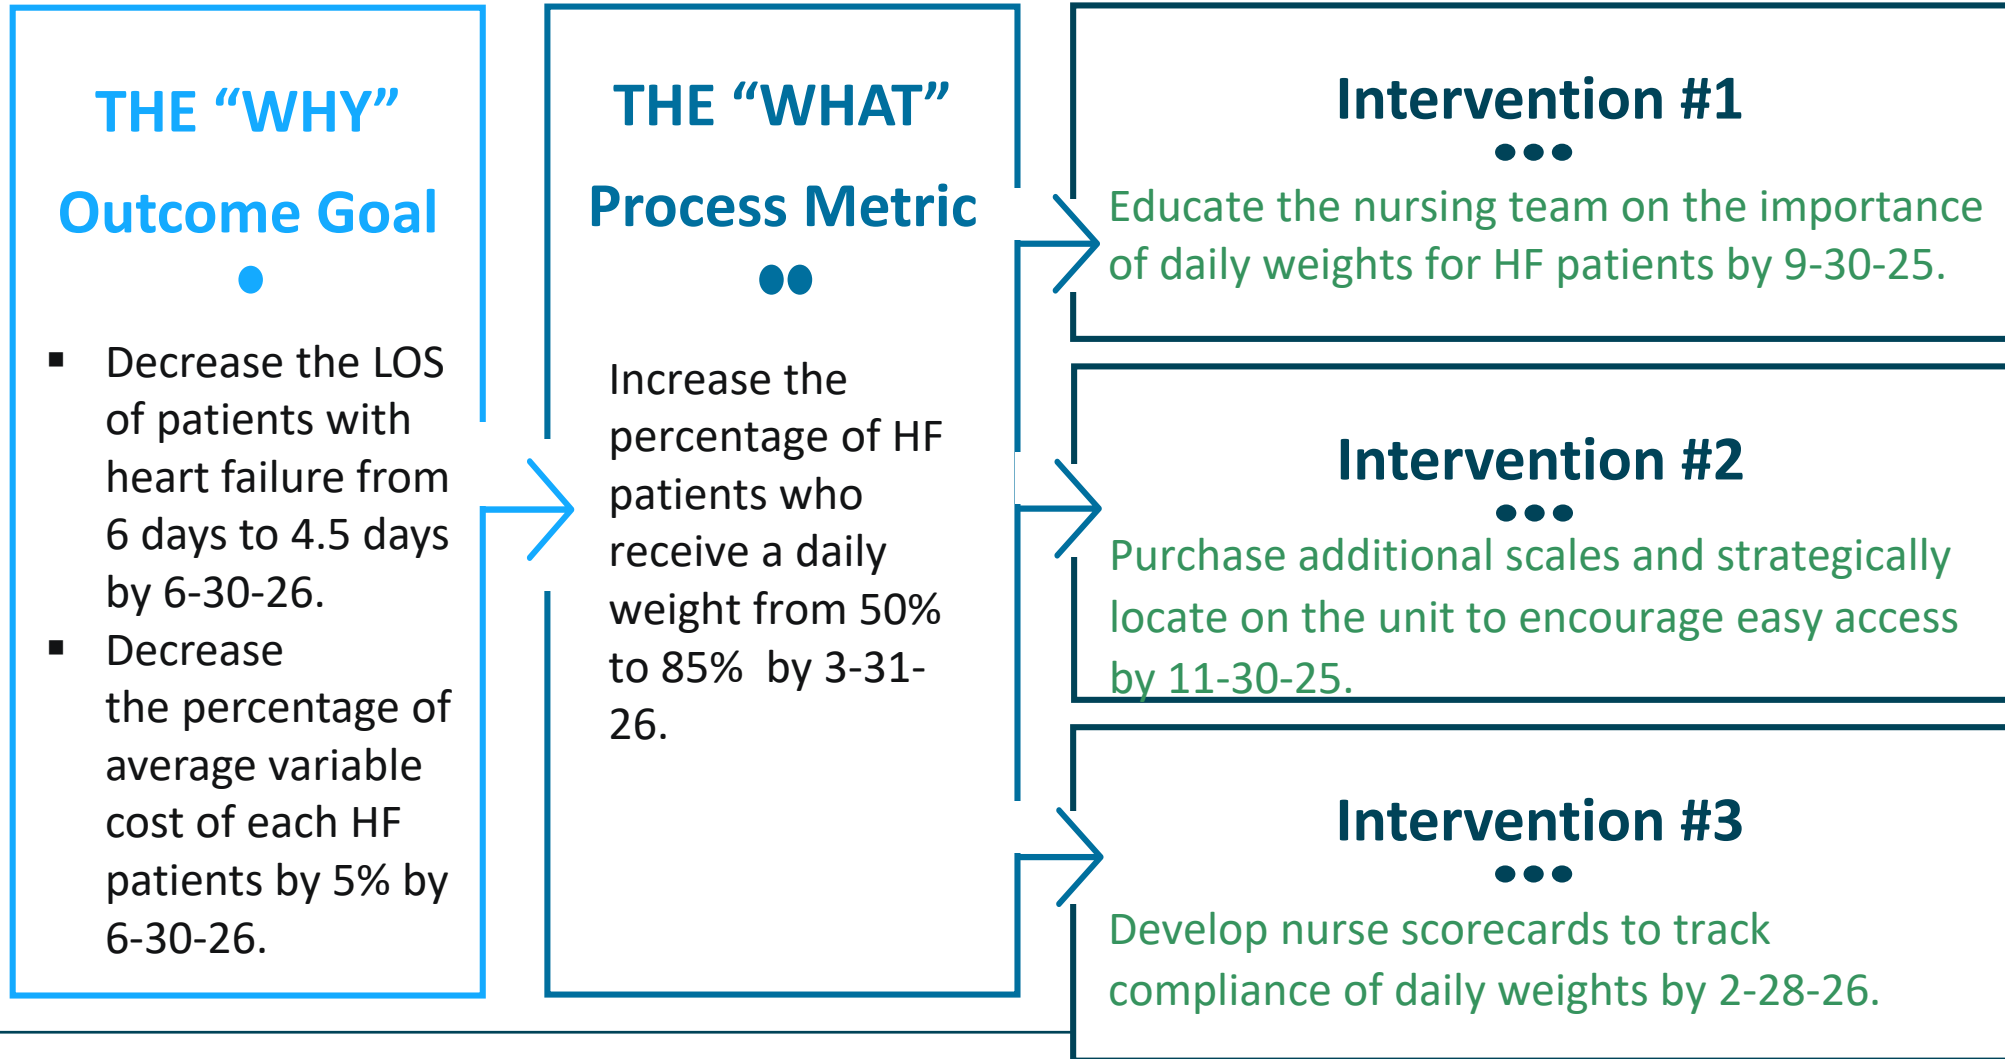 THE “WHY”
Outcome Goal
▪ Decrease the LOS
of patients with
heart failure from
6 days to 4.5 days
by 6-30-26.
▪ Decrease
the percentage of
average variable
cost of each HF
patients by 5% by
6-30-26.
THE “WHAT”
Process Metric
Increase the
percentage of HF
patients who
receive a daily
weight from 50%
to 85%  by 3-31-
26.
Intervention #1
Educate the nursing team on the importance
of daily weights for HF patients by 9-30-25.
Intervention #2
Purchase additional scales and strategically
locate on the unit to encourage easy access
by 11-30-25.
Intervention #3
Develop nurse scorecards to track
compliance of daily weights by 2-28-26.